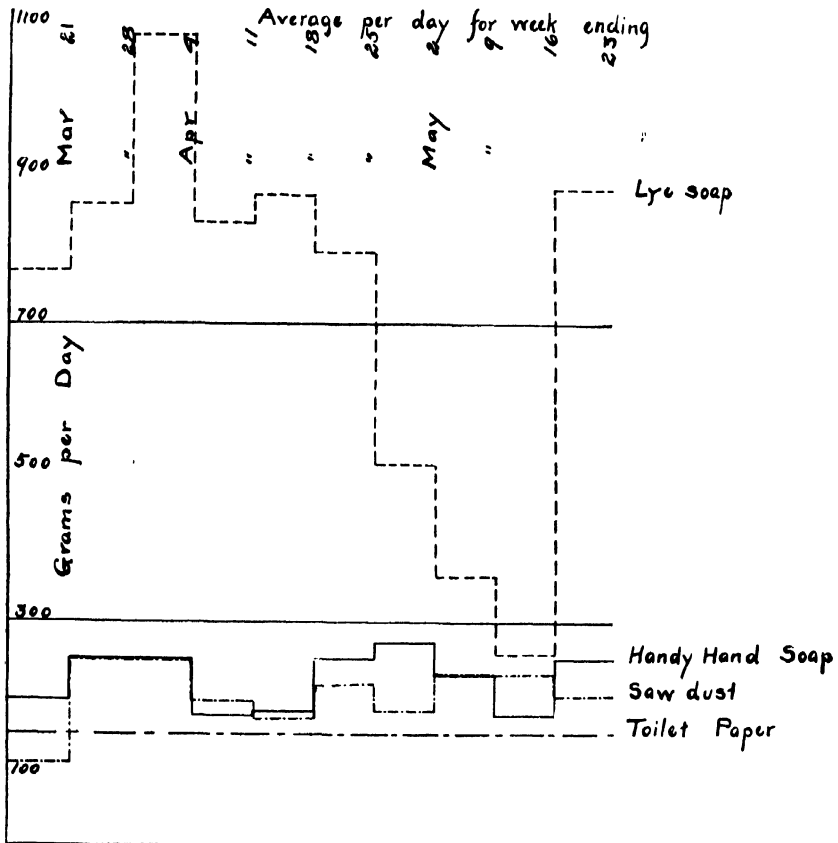 Average per day for week ending
21 28 4 11 18 25 2 9 16 23
Mar " Apr " " " May " "
1100
900
700
500
300
100
Grams per Day
Lye soap
Handy Hand Soap
Saw dust
Toilet Paper